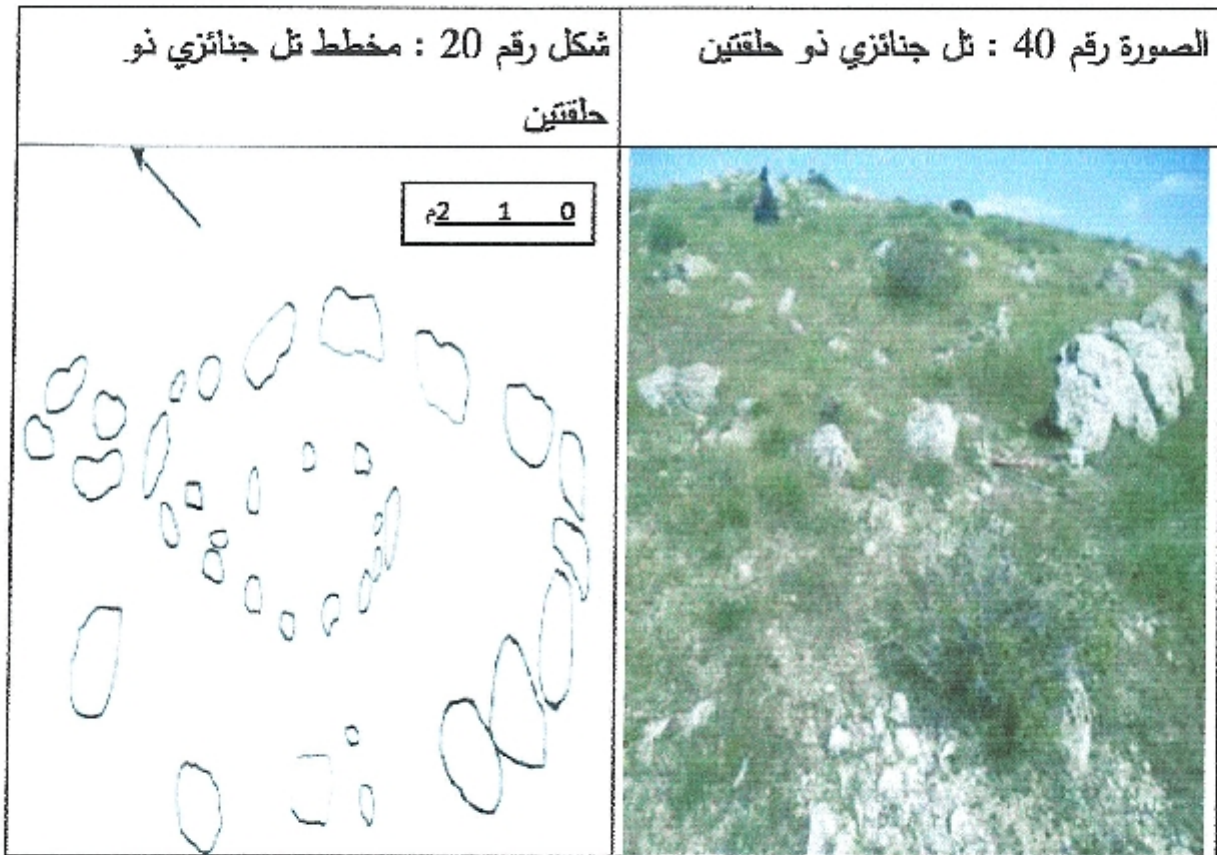 الصورة رقم 40 : تل جنائزي ذو حلقتين
شكل رقم 20 : مخطط تل جنائزي ذو
حلقتين
2م 1 0